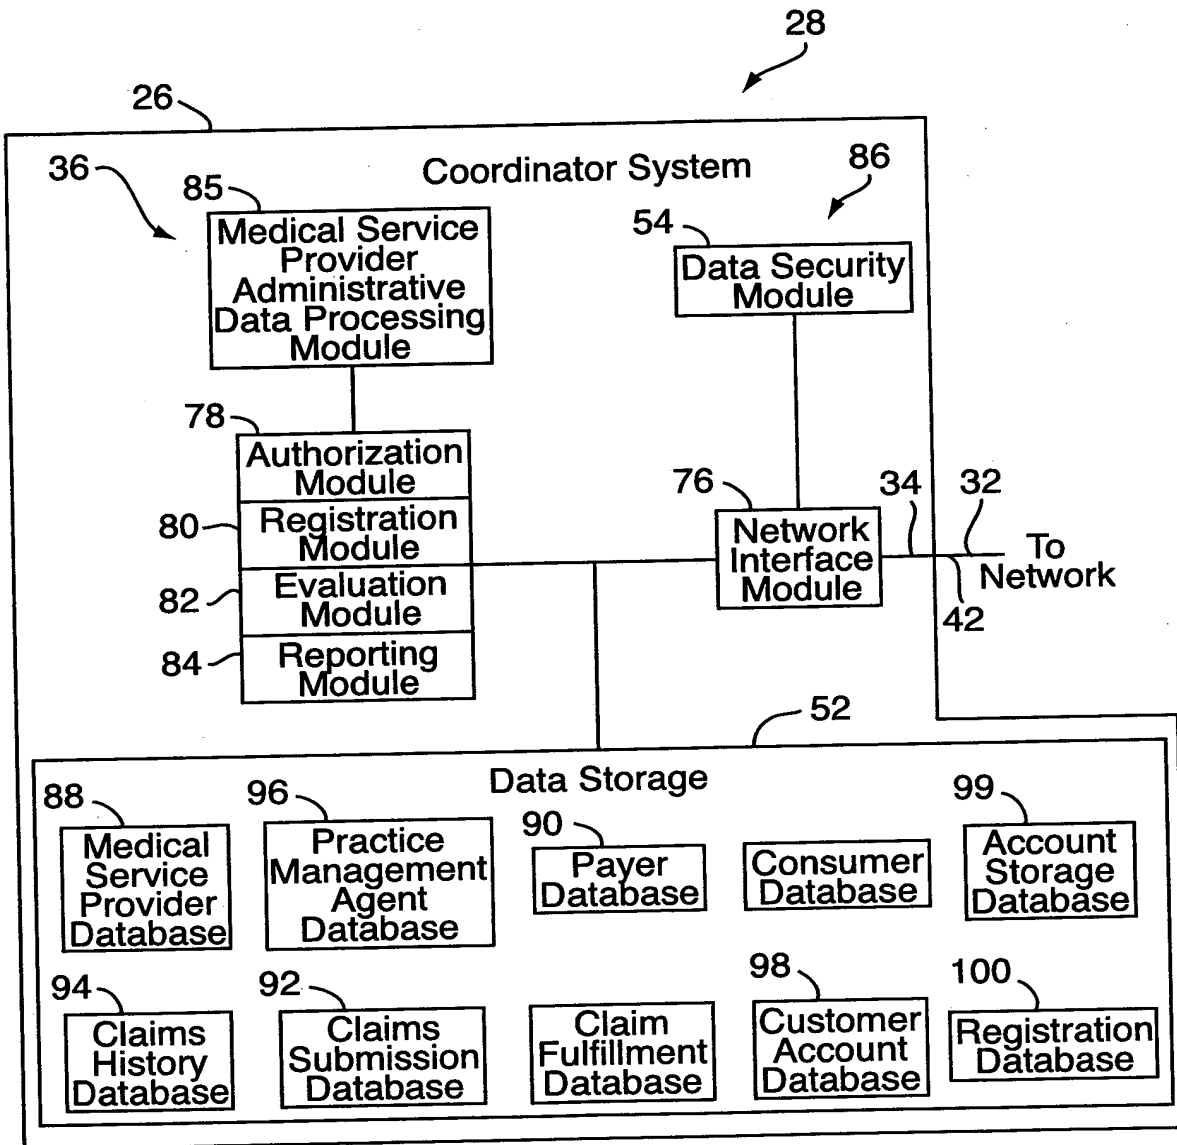 28
26
Coordinator System
36
85
86
Medical Service
Provider
Administrative
Data Processing
Module
54
Data Security
Module
78
Authorization
Module
80
Registration
Module
82
Evaluation
Module
84
Reporting
Module
76
Network
Interface
Module
34
32
To
Network
42
52
Data Storage
88
Medical
Service
Provider
Database
96
Practice
Management
Agent
Database
90
Payer
Database
Consumer
Database
99
Account
Storage
Database
94
Claims
History
Database
92
Claims
Submission
Database
Claim
Fulfillment
Database
98
Customer
Account
Database
100
Registration
Database